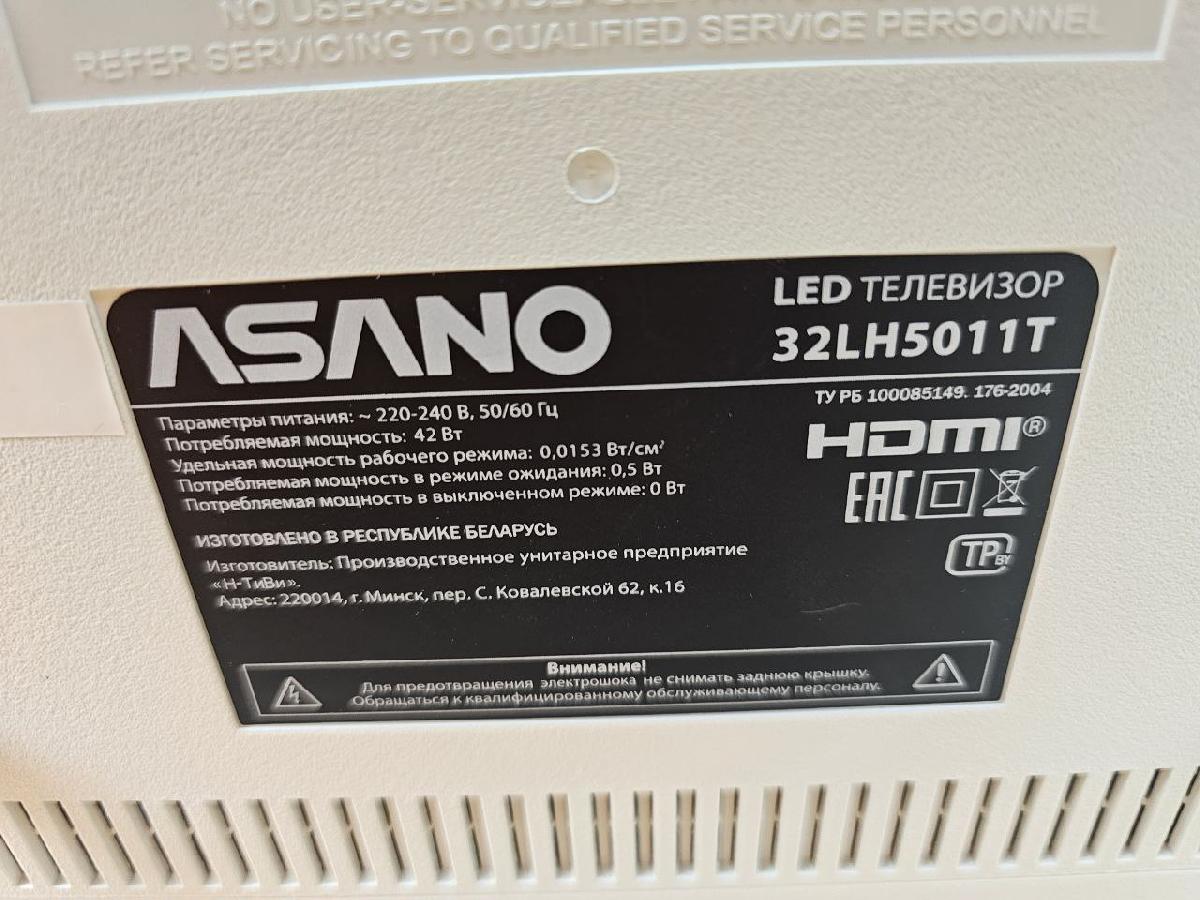 NO USER-SERVICEABLE
REFER SERVICING TO QUALIFIED SERVICE PERSONNEL
ASANO
LED ТЕЛЕВИЗОР
32LH5011T
ТУ РБ 100085149. 176-2004
Параметры питания: ~ 220-240 В, 50/60 Гц
Потребляемая мощность: 42 Вт
Удельная мощность рабочего режима: 0,0153 Вт/см²
Потребляемая мощность в режиме ожидания: 0,5 Вт
Потребляемая мощность в выключенном режиме: 0 Вт
HDMI®
EAC
TP BY
ИЗГОТОВЛЕНО В РЕСПУБЛИКЕ БЕЛАРУСЬ
Изготовитель: Производственное унитарное предприятие
«Н-ТиВи».
Адрес: 220014, г. Минск, пер. С. Ковалевской 62, к.16
Внимание!
Для предотвращения электрошока не снимать заднюю крышку.
Обращаться к квалифицированному обслуживающему персоналу.